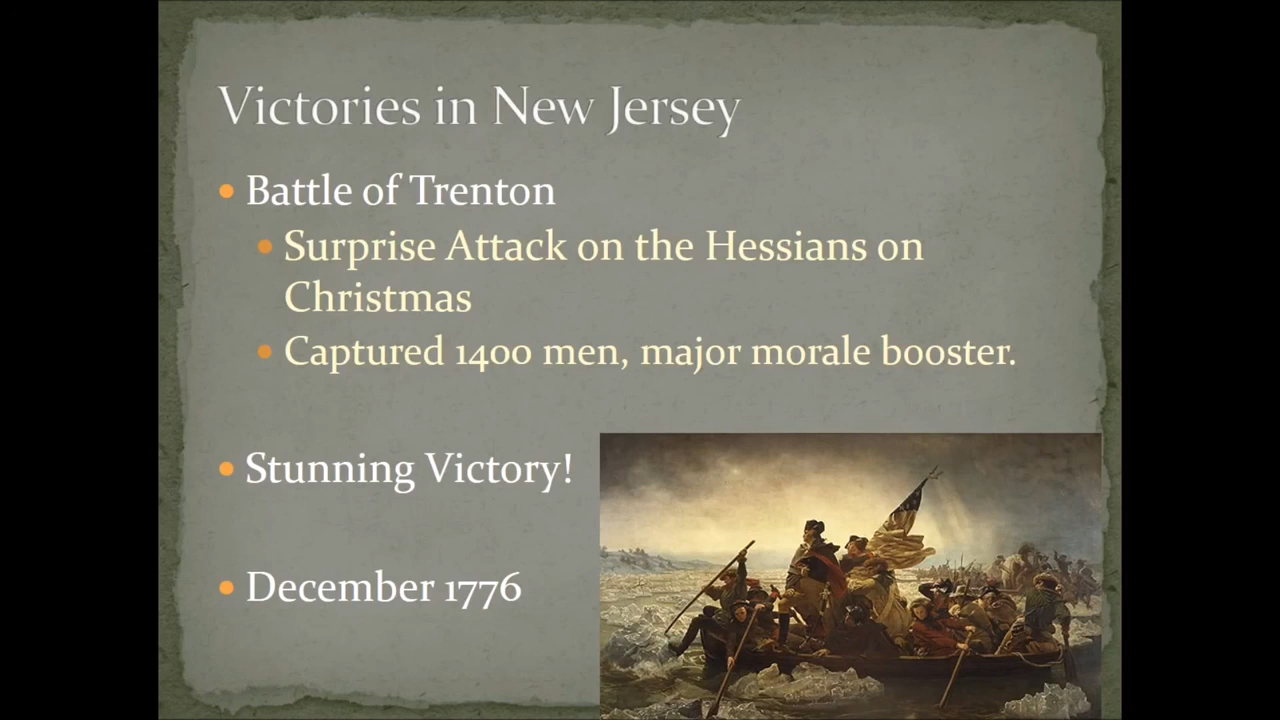 Victories in New Jersey
Battle of Trenton
Surprise Attack on the Hessians on
Christmas
Captured 1400 men, major morale booster.
Stunning Victory!
December 1776